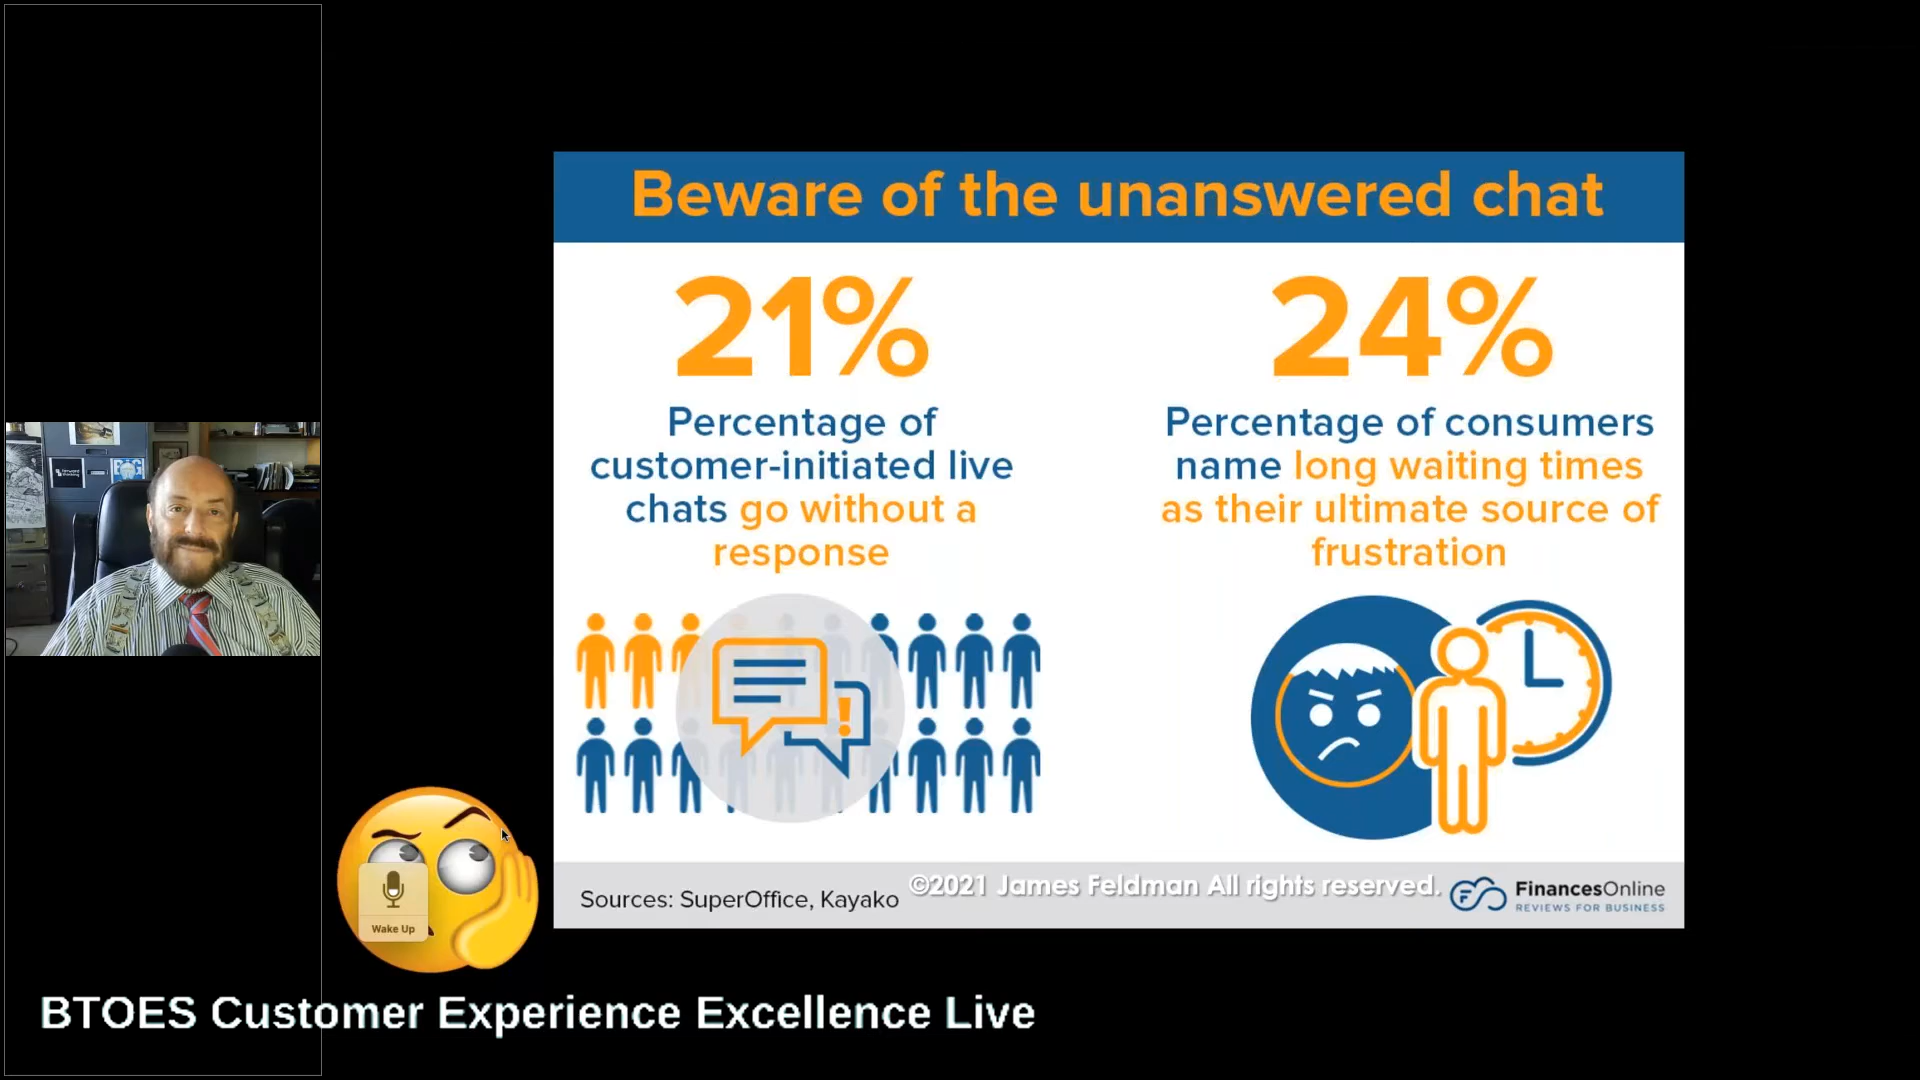 Beware of the unanswered chat
21%
Percentage of
customer-initiated live
chats go without a
response
24%
Percentage of consumers
name long waiting times
as their ultimate source of
frustration
!
Sources: SuperOffice, Kayako
©2021 James Feldman All rights reserved.
FinancesOnline
REVIEWS FOR BUSINESS
Wake Up
BTOES Customer Experience Excellence Live